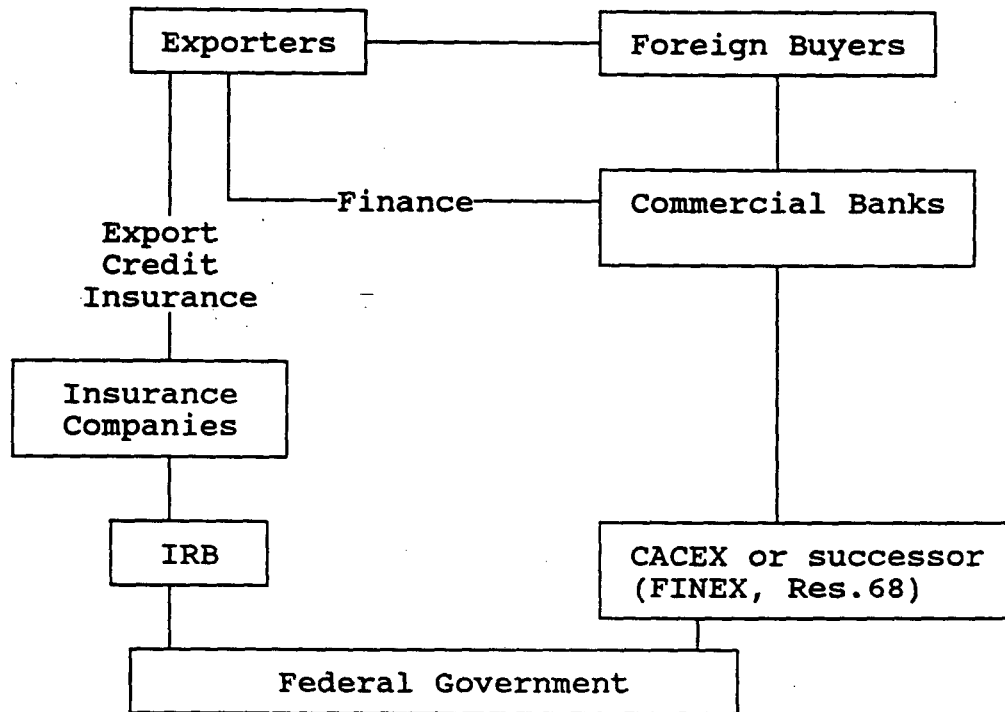 Exporters
Foreign Buyers
Finance
Commercial Banks
Export
Credit
Insurance
Insurance
Companies
IRB
CACEX or successor
(FINEX, Res.68)
Federal Government